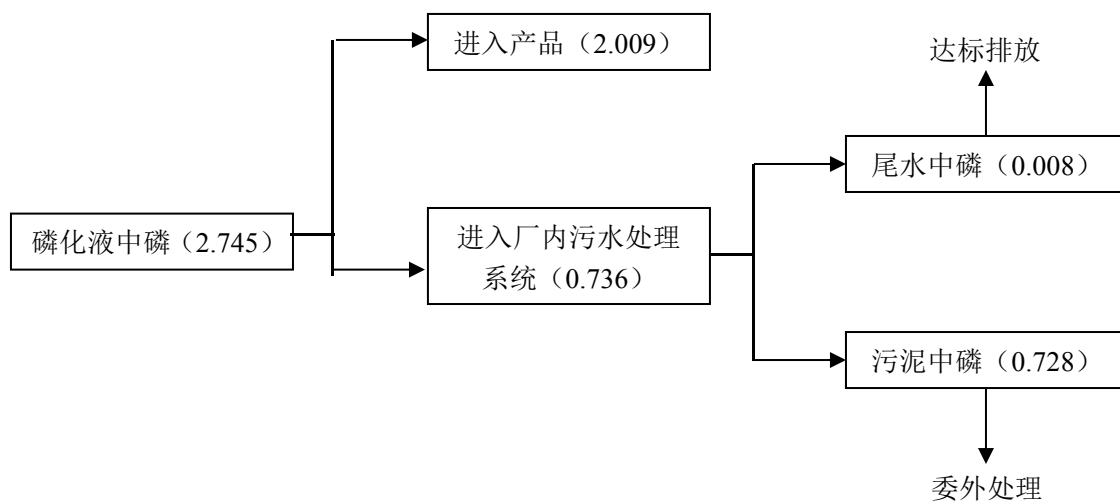 进入产品（2.009）
达标排放
尾水中磷（0.008）
磷化液中磷（2.745）
进入厂内污水处理
系统（0.736）
污泥中磷（0.728）
委外处理